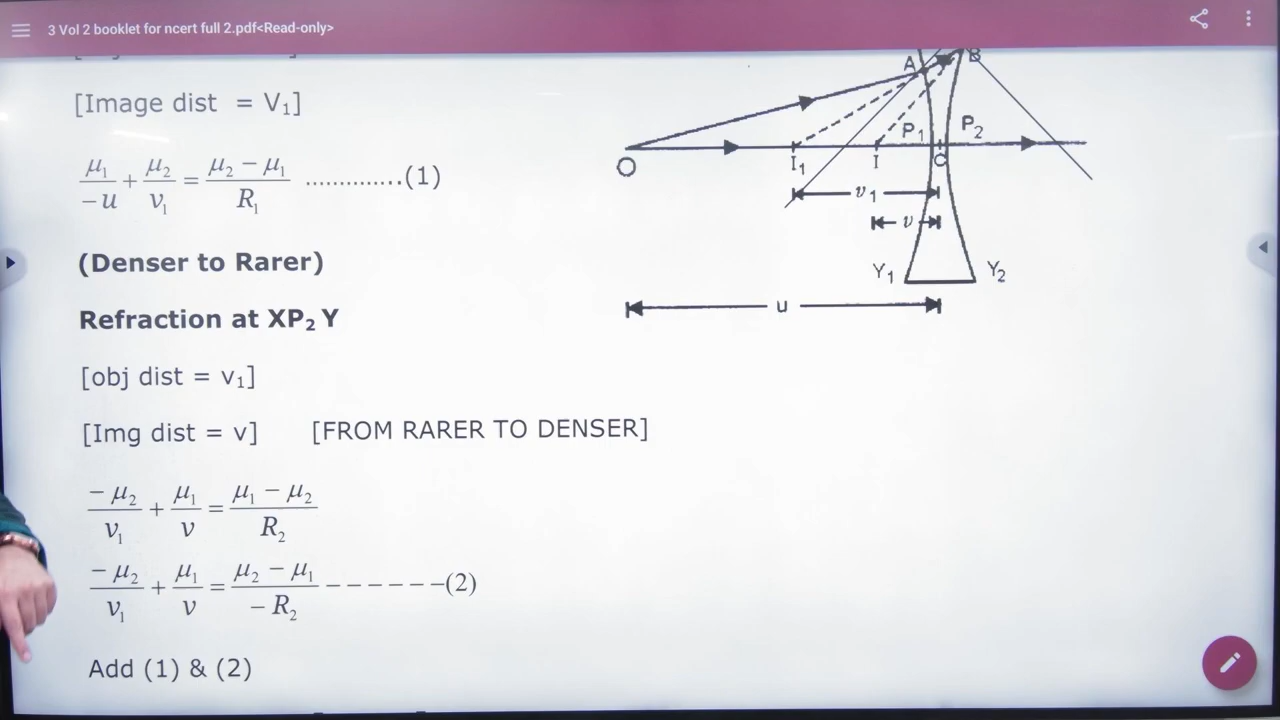 3 Vol 2 booklet for ncert full 2.pdf<Read-only>
[Image dist = V₁]
μ₁/-u + μ₂/v₁ = (μ₂ - μ₁)/R₁ ..............(1)
(Denser to Rarer)
Refraction at XP₂ Y
[obj dist = v₁]
[Img dist = v] [FROM RARER TO DENSER]
-μ₂/v₁ + μ₁/v = (μ₁ - μ₂)/R₂
-μ₂/v₁ + μ₁/v = (μ₂ - μ₁)/-R₂ ------(2)
Add (1) & (2)
A B
P₁ P₂
O I₁ I C
v₁
v
Y₁ Y₂
u